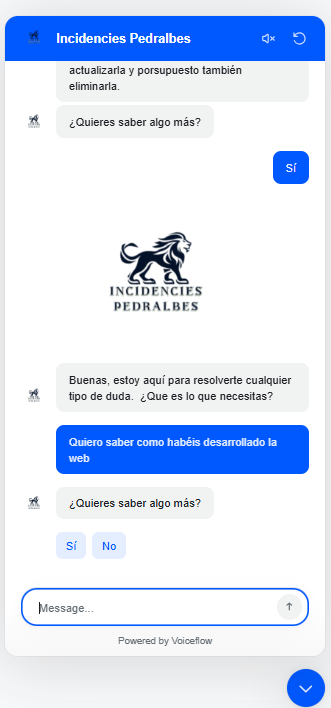 Incidencies Pedralbes
actualizarla y porsupuesto también
eliminarla.
¿Quieres saber algo más?
Sí
INCIDENCIES
PEDRALBES
Buenas, estoy aquí para resolverte cualquier
tipo de duda.  ¿Que es lo que necesitas?
Quiero saber como habéis desarrollado la
web
¿Quieres saber algo más?
Sí No
Message...
Powered by Voiceflow